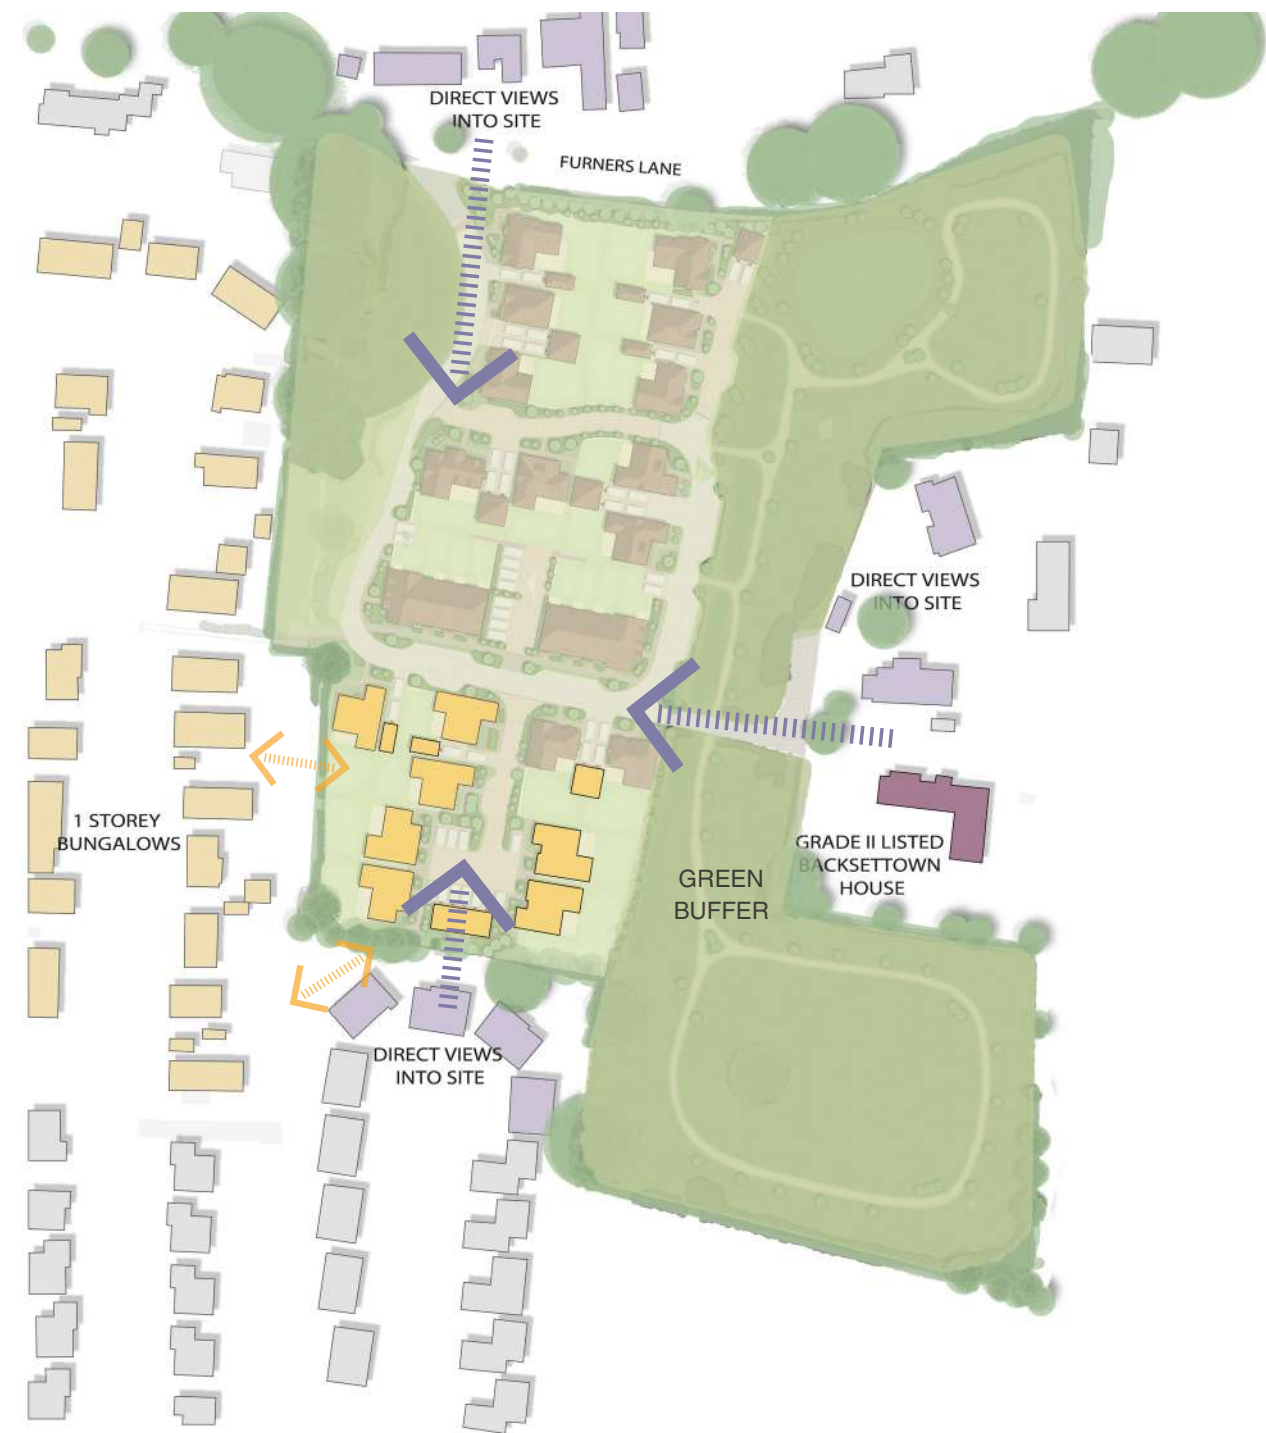 DIRECT VIEWS
INTO SITE
FURNERS LANE
DIRECT VIEWS
INTO SITE
1 STOREY
BUNGALOWS
GRADE II LISTED
BACKSETTOWN
HOUSE
GREEN
BUFFER
DIRECT VIEWS
INTO SITE